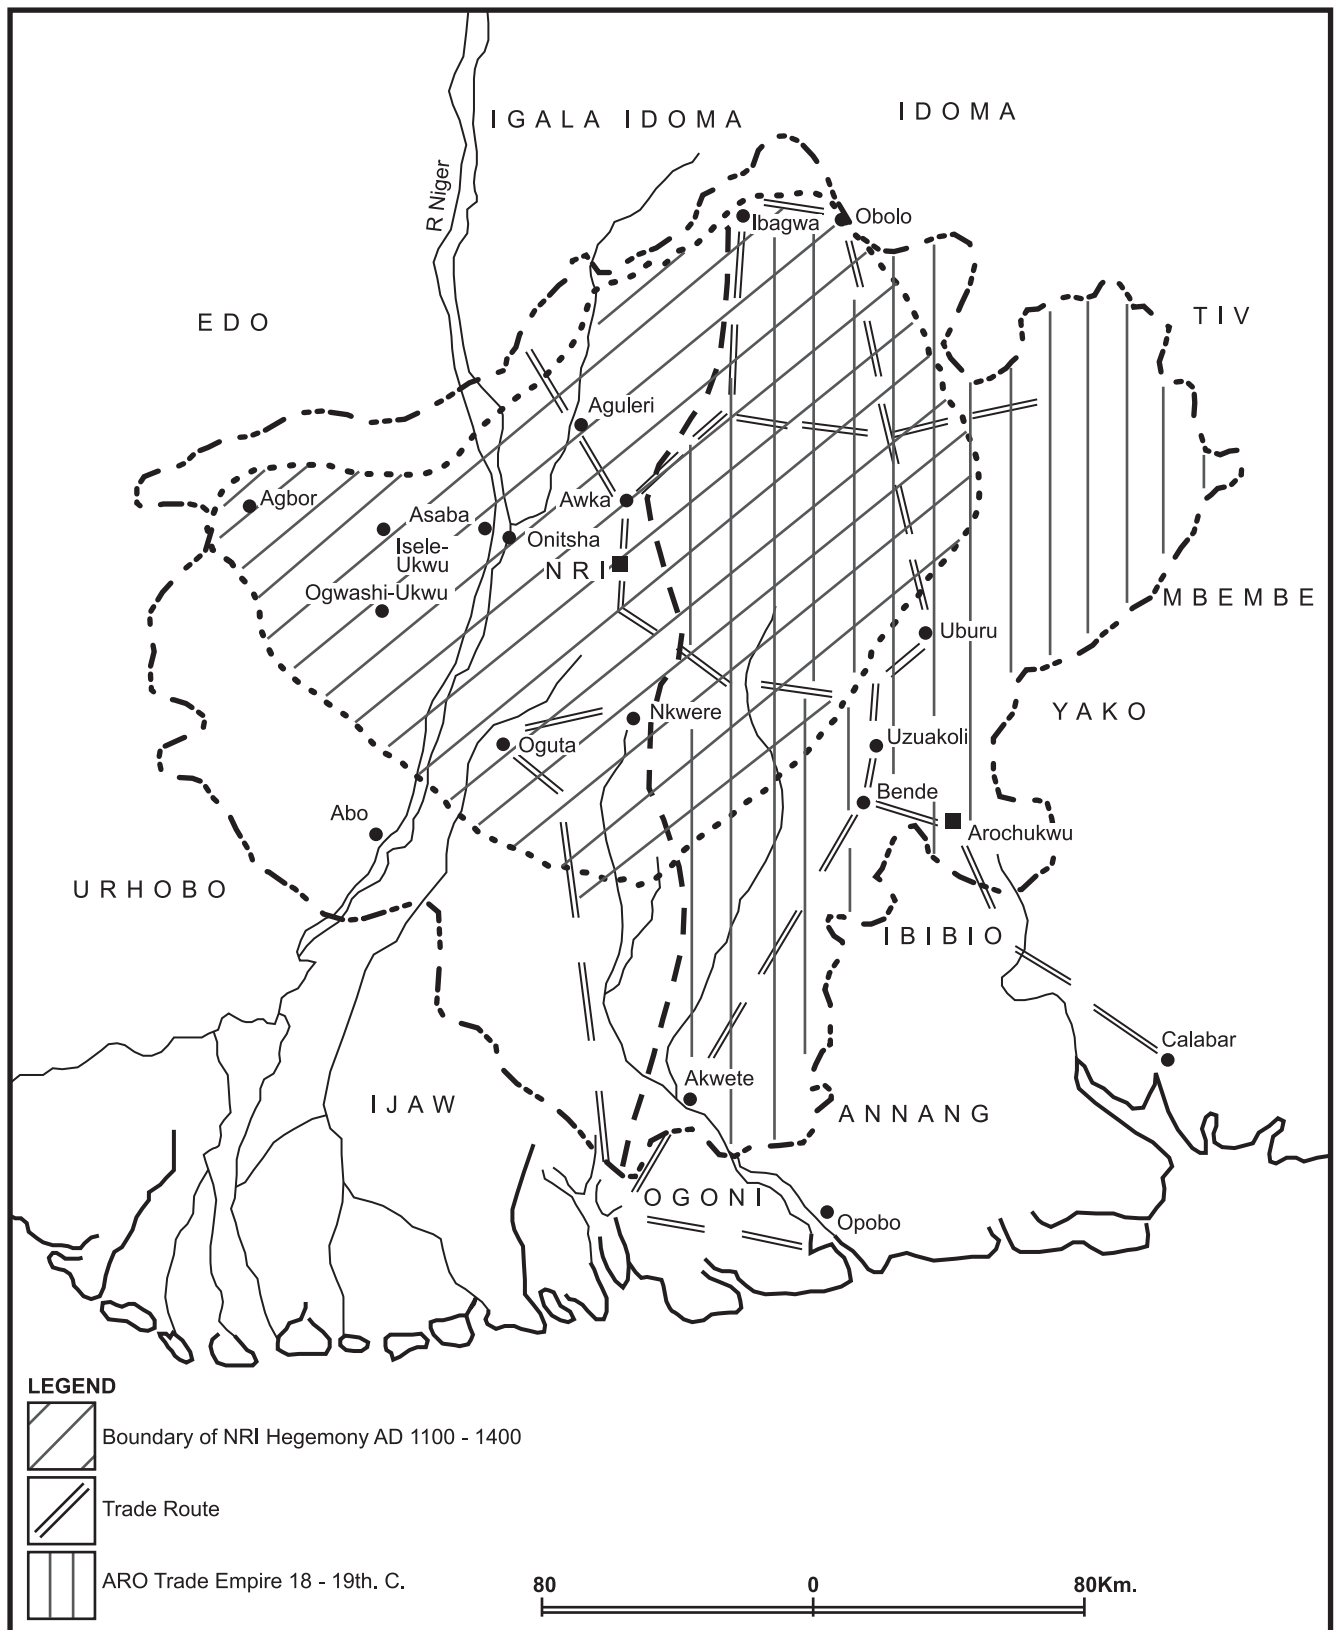 IGALA IDOMA
IDOMA
R Niger
Ibagwa
Obolo
EDO
TIV
Aguleri
Agbor
Awka
Asaba
Onitsha
Isele-
Ukwu
NRI
Ogwashi-Ukwu
MBEMBE
Uburu
Nkwere
YAKO
Oguta
Uzuakoli
Bende
Abo
Arochukwu
URHOBO
IBIBIO
Calabar
Akwete
IJAW
ANNANG
OGONI
Opobo
LEGEND
Boundary of NRI Hegemony AD 1100 - 1400
Trade Route
ARO Trade Empire 18 - 19th. C.
80 0 80Km.